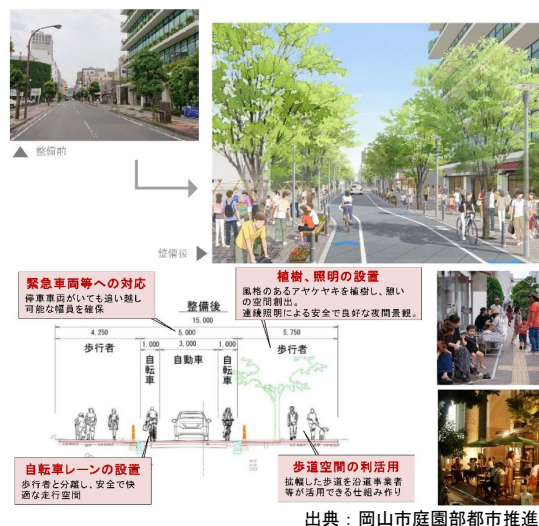 ▲ 整備前
整備後 ▶
緊急車両等への対応
停車車両がいても追い越し
可能な幅員を確保
植樹、照明の設置
風格のあるアヤケヤキを植樹し、憩い
の空間創出。
連続照明による安全で良好な夜間景観。
整備後
15,000
4,250
5,000
5,750
1,000
3,000
1,000
歩行者
自転車
自動車
自転車
歩行者
自転車レーンの設置
歩行者と分離し、安全で快
適な走行空間
歩道空間の利活用
拡幅した歩道を沿道事業者
等が活用できる仕組み作り
出典：岡山市庭園部都市推進